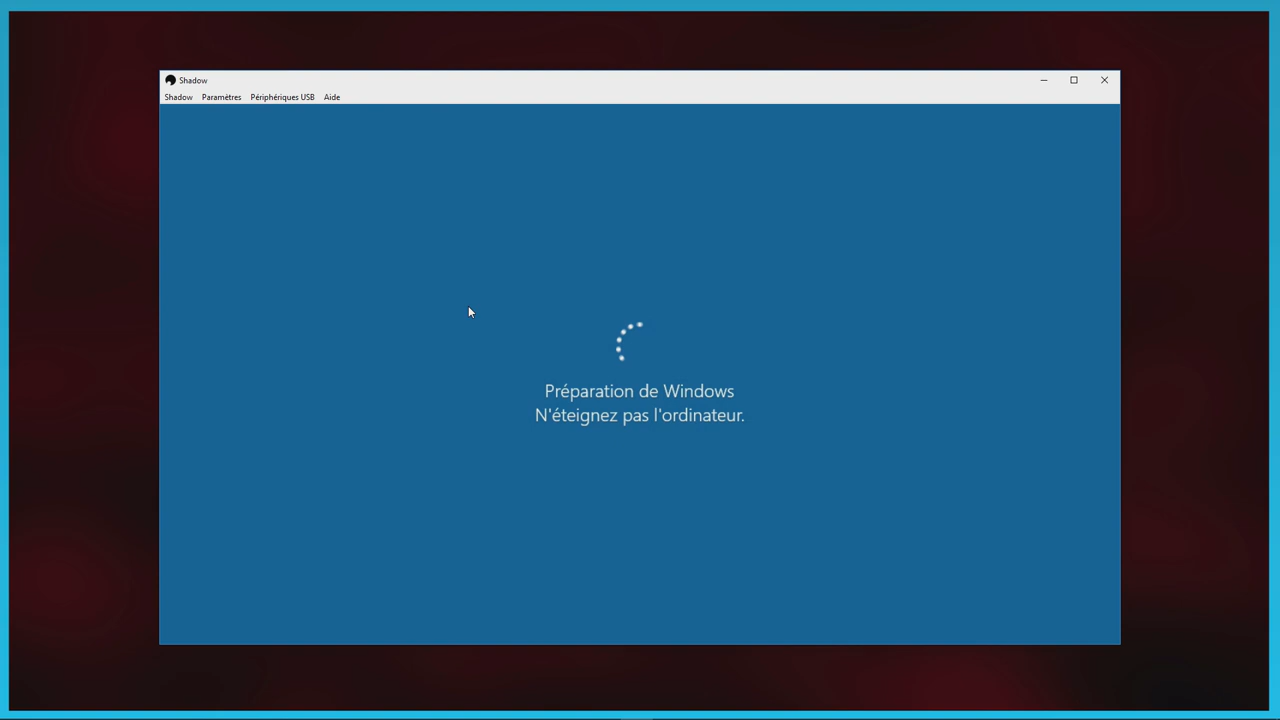 Shadow
Shadow Paramètres Périphériques USB Aide
Préparation de Windows
N'éteignez pas l'ordinateur.